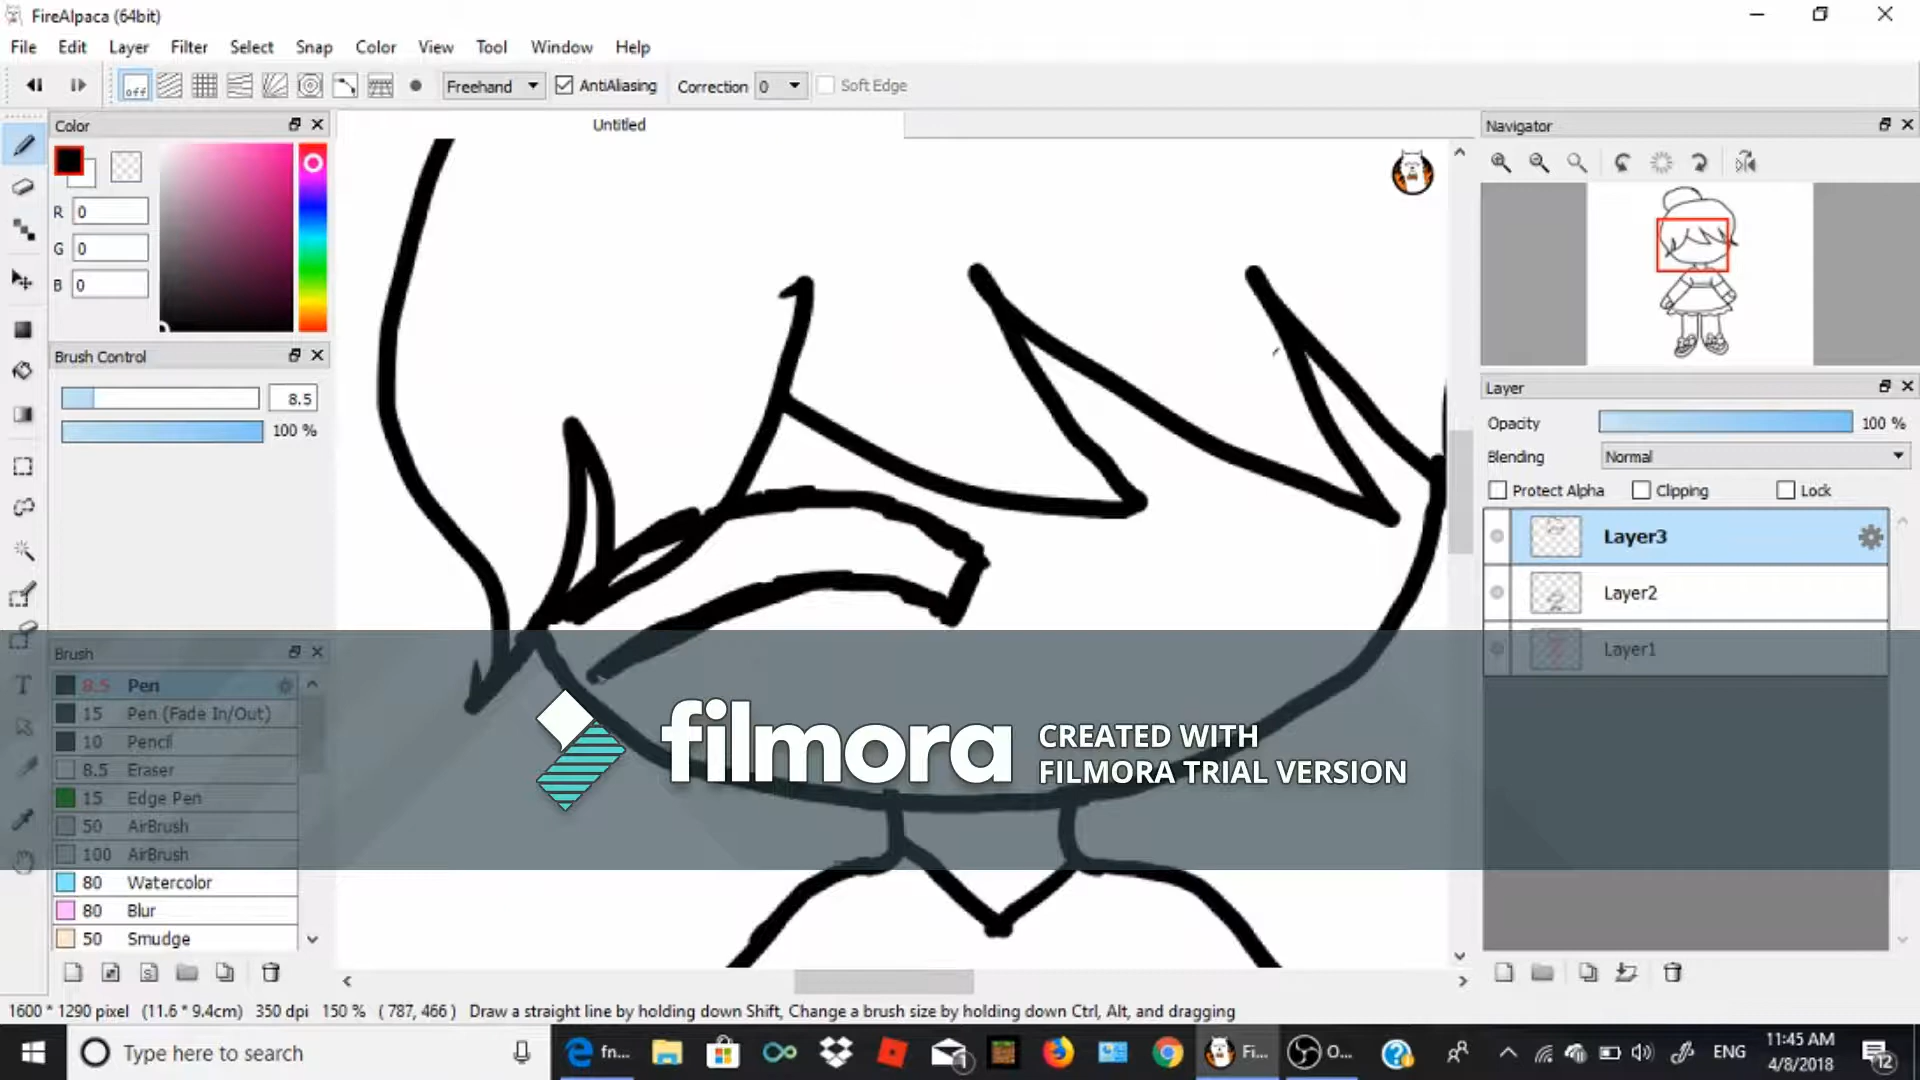 FireAlpaca (64bit)
File Edit Layer Filter Select Snap Color View Tool Window Help
off Freehand AntiAliasing Correction 0 Soft Edge
Color
Untitled
Navigator
R 0
G 0
B 0
Brush Control
8.5
100 %
Layer
Opacity 100 %
Blending Normal
Protect Alpha Clipping Lock
Layer3
Layer2
Layer1
Brush
8.5 Pen
15 Pen (Fade In/Out)
10 Pencil
8.5 Eraser
15 Edge Pen
50 AirBrush
100 AirBrush
80 Watercolor
80 Blur
50 Smudge
filmora
CREATED WITH
FILMORA TRIAL VERSION
1600 * 1290 pixel (11.6 * 9.4cm) 350 dpi 150 % ( 787, 466 ) Draw a straight line by holding down Shift, Change a brush size by holding down Ctrl, Alt, and dragging
Type here to search
fn...
1
Fi...
O...
ENG
11:45 AM
4/8/2018
12